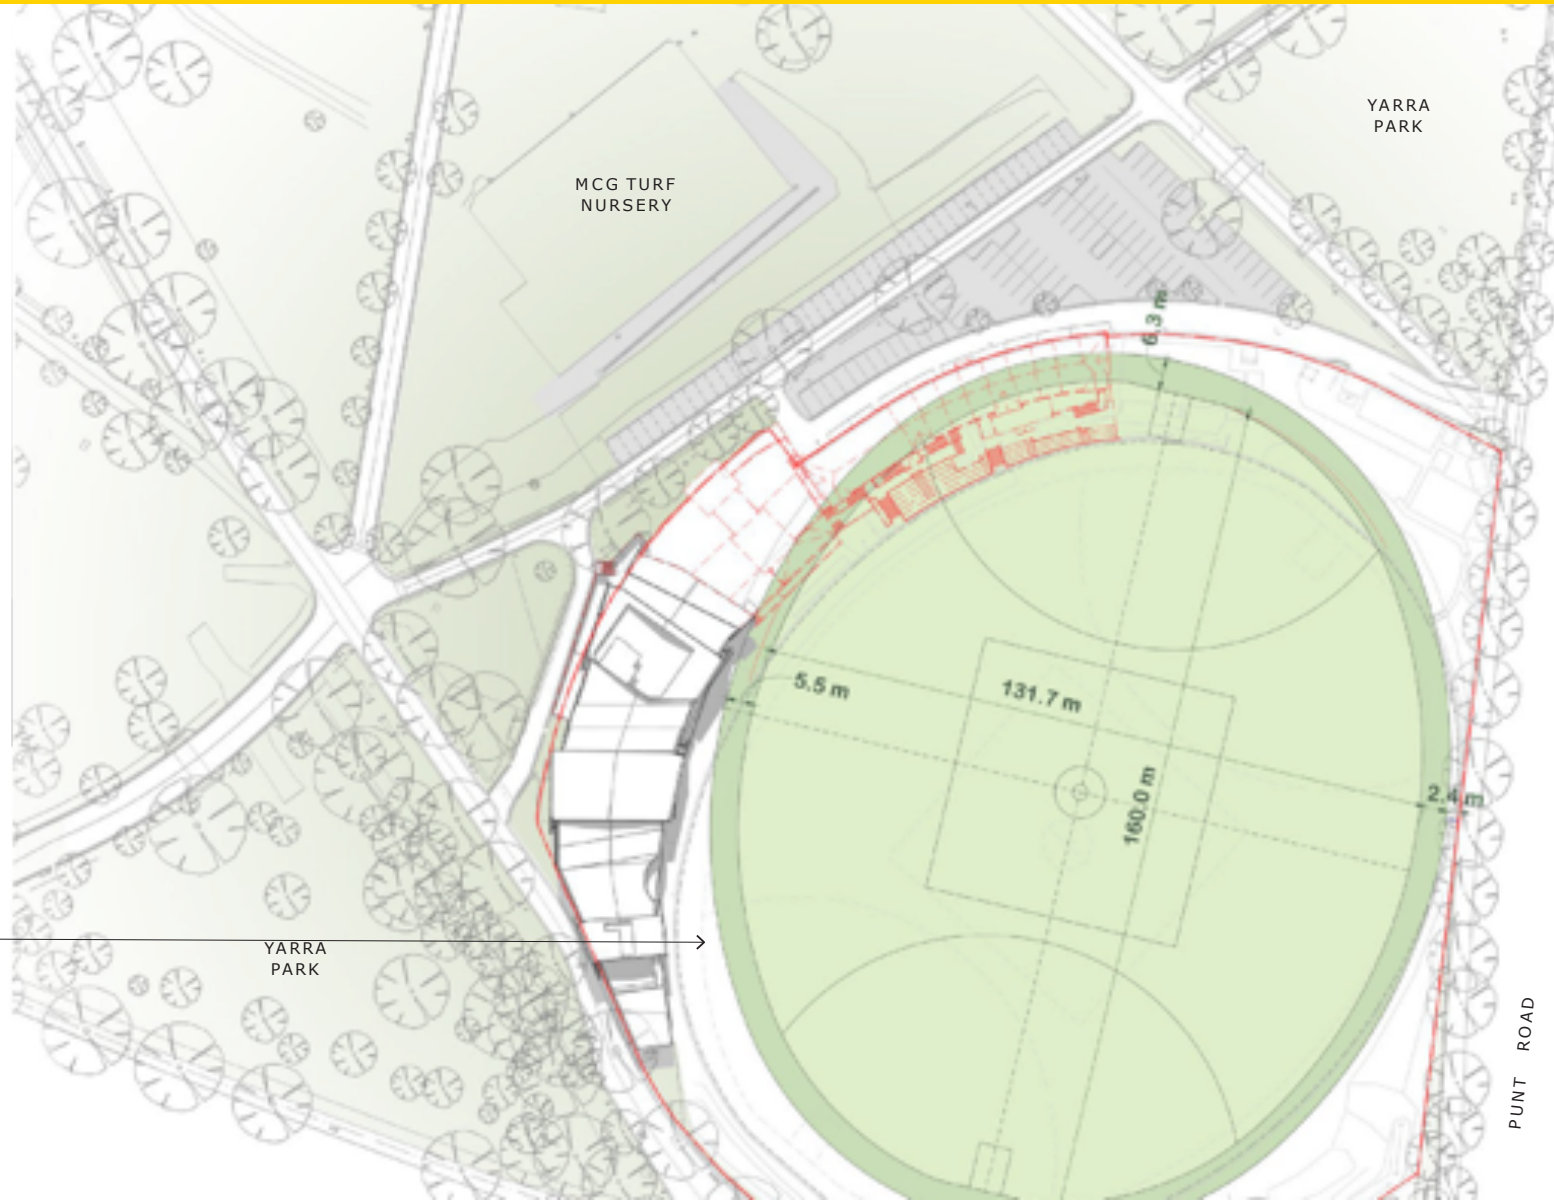 YARRA
PARK
MCG TURF
NURSERY
6.3 m
5.5 m
131.7 m
160.0 m
2.4 m
YARRA
PARK
PUNT ROAD